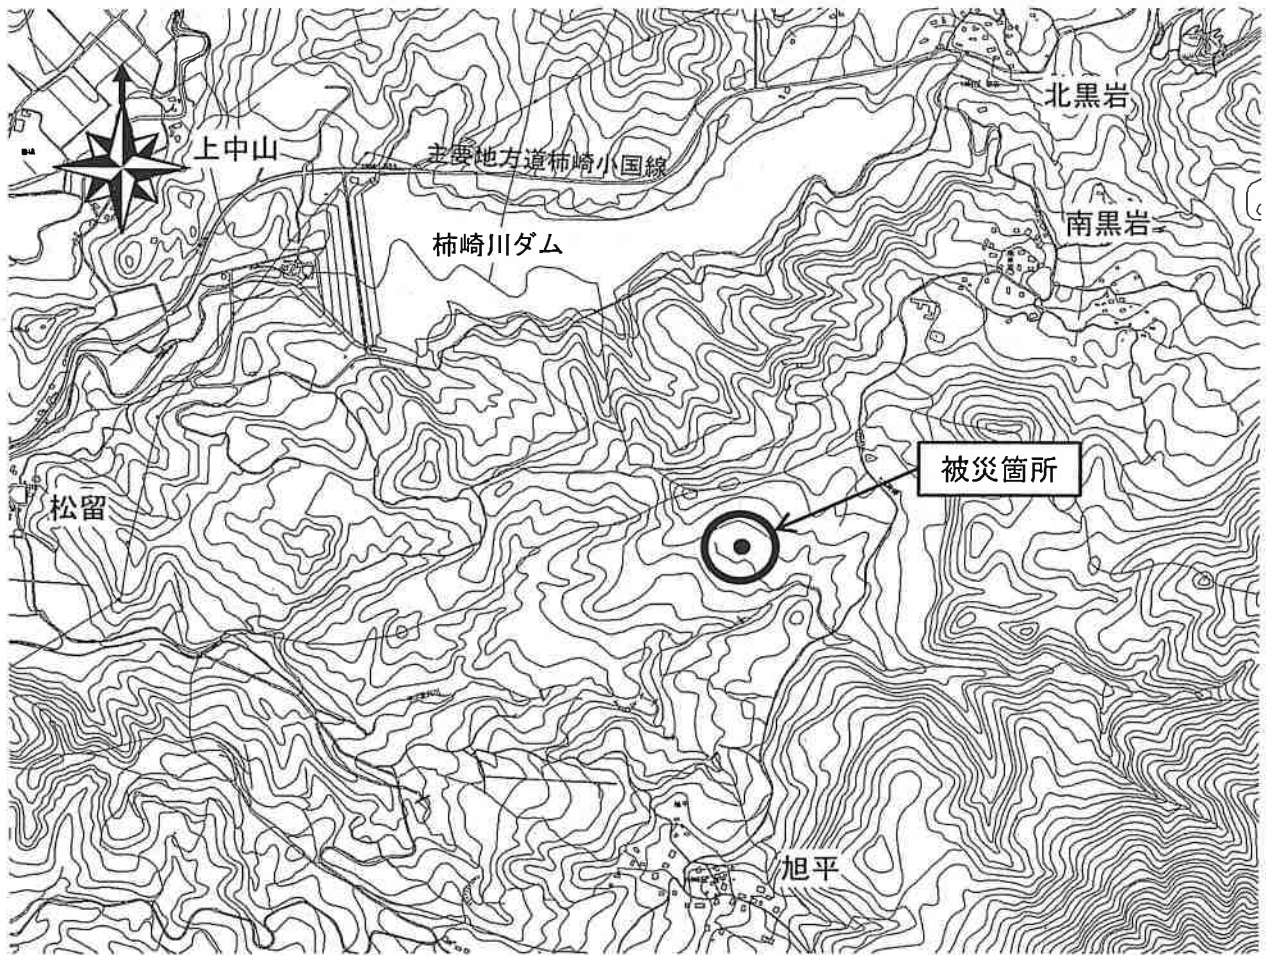 北黒岩
上中山
主要地方道柿崎小国線
南黒岩
柿崎川ダム
被災箇所
松留
旭平